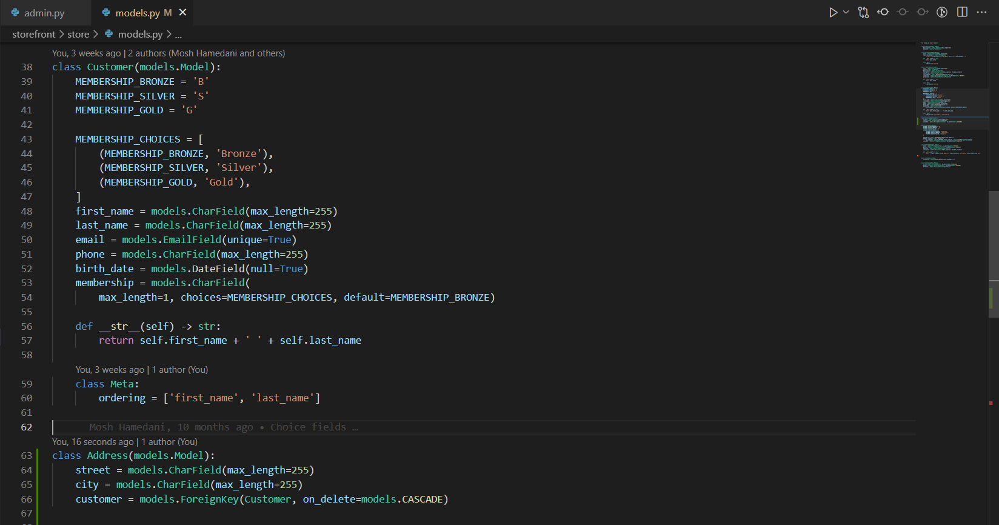 admin.py models.py M
storefront > store > models.py > ...
You, 3 weeks ago | 2 authors (Mosh Hamedani and others)
38 class Customer(models.Model):
39 MEMBERSHIP_BRONZE = 'B'
40 MEMBERSHIP_SILVER = 'S'
41 MEMBERSHIP_GOLD = 'G'
42
43 MEMBERSHIP_CHOICES = [
44 (MEMBERSHIP_BRONZE, 'Bronze'),
45 (MEMBERSHIP_SILVER, 'Silver'),
46 (MEMBERSHIP_GOLD, 'Gold'),
47 ]
48 first_name = models.CharField(max_length=255)
49 last_name = models.CharField(max_length=255)
50 email = models.EmailField(unique=True)
51 phone = models.CharField(max_length=255)
52 birth_date = models.DateField(null=True)
53 membership = models.CharField(
54 max_length=1, choices=MEMBERSHIP_CHOICES, default=MEMBERSHIP_BRONZE)
55
56 def __str__(self) -> str:
57 return self.first_name + ' ' + self.last_name
58
You, 3 weeks ago | 1 author (You)
59 class Meta:
60 ordering = ['first_name', 'last_name']
61
62 Mosh Hamedani, 10 months ago • Choice fields …
You, 16 seconds ago | 1 author (You)
63 class Address(models.Model):
64 street = models.CharField(max_length=255)
65 city = models.CharField(max_length=255)
66 customer = models.ForeignKey(Customer, on_delete=models.CASCADE)
67